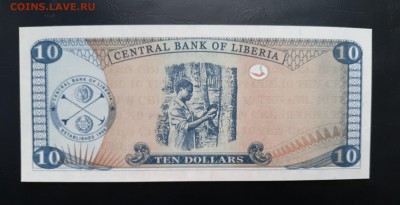 COINS.LAVE.RU
10 CENTRAL BANK OF LIBERIA 10
CENTRAL BANK OF LIBERIA
ESTABLISHED
10 TEN DOLLARS 10